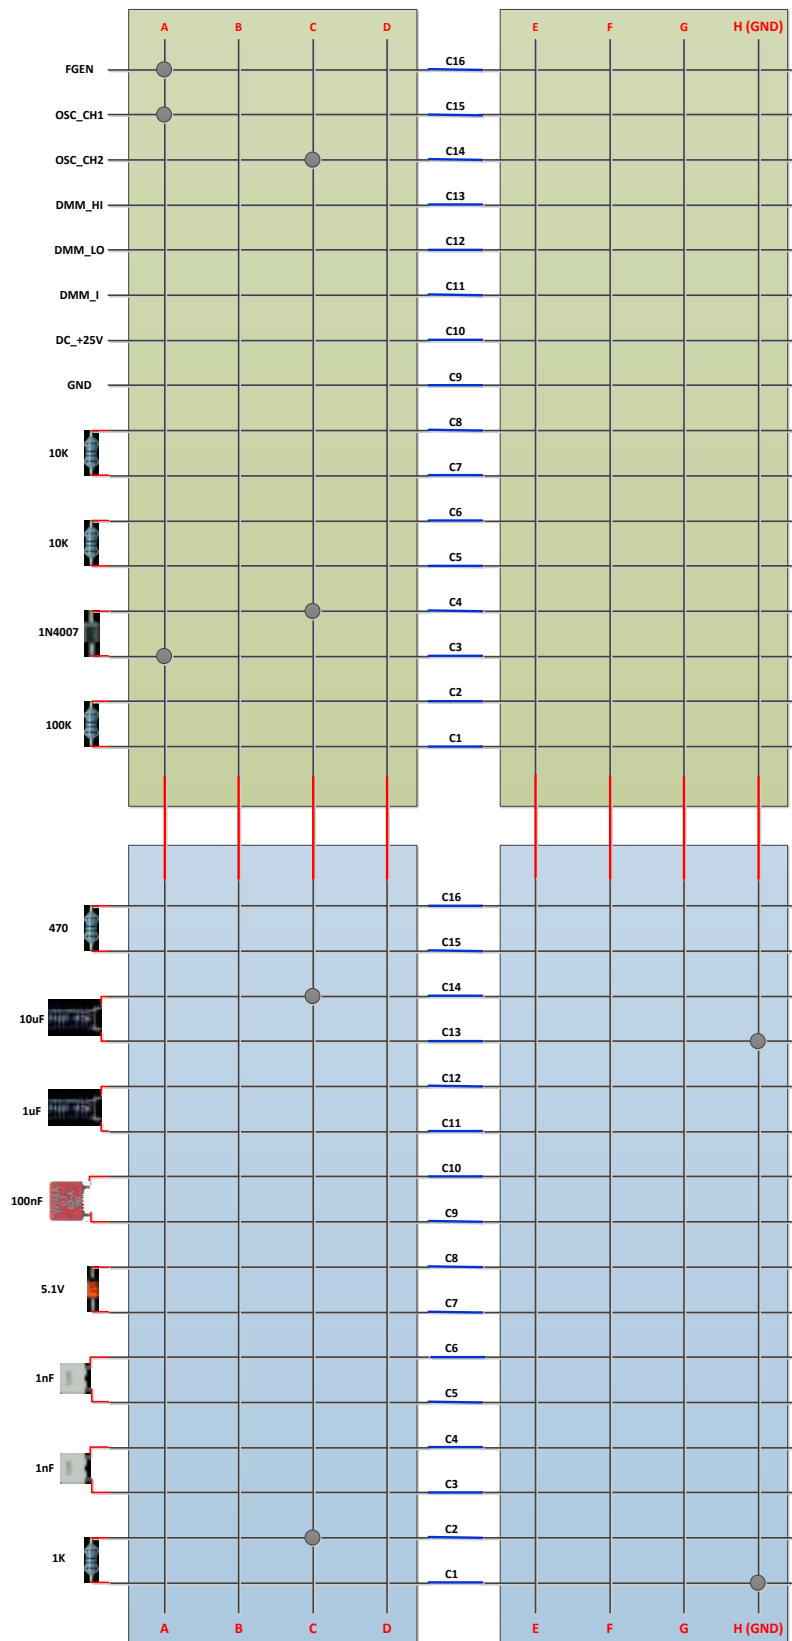 A B C D E F G H (GND)
FGEN C16
OSC_CH1 C15
OSC_CH2 C14
DMM_HI C13
DMM_LO C12
DMM_I C11
DC_+25V C10
GND C9
C8
10K
C7
C6
10K
C5
C4
1N4007
C3
C2
100K
C1
C16
470
C15
C14
10uF
C13
C12
1uF
C11
C10
100nF
C9
C8
5.1V
C7
C6
1nF
C5
C4
1nF
C3
C2
1K
C1
A B C D E F G H (GND)